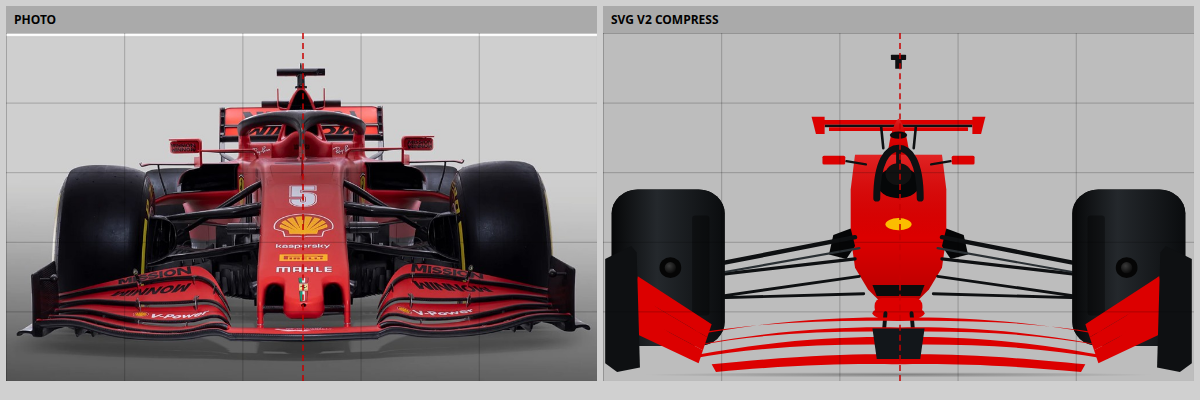 PHOTO
SVG V2 COMPRESS
5
kaspersky
PIRELLI
MAHLE
MISSION
WINNOW
V-Power
MISSION
WINNOW
V-Power